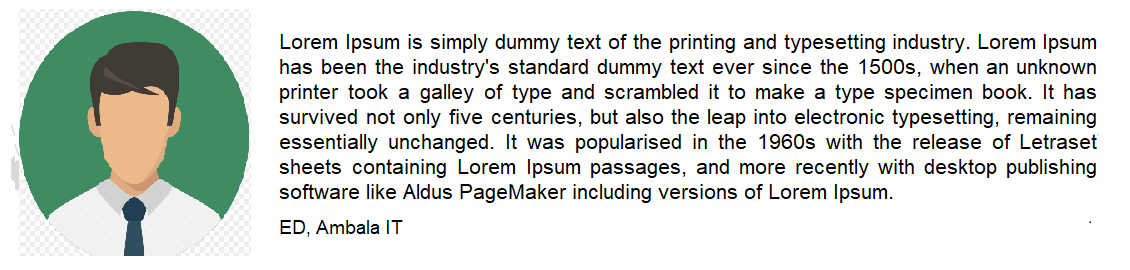 Lorem Ipsum is simply dummy text of the printing and typesetting industry. Lorem Ipsum
has been the industry's standard dummy text ever since the 1500s, when an unknown
printer took a galley of type and scrambled it to make a type specimen book. It has
survived not only five centuries, but also the leap into electronic typesetting, remaining
essentially unchanged. It was popularised in the 1960s with the release of Letraset
sheets containing Lorem Ipsum passages, and more recently with desktop publishing
software like Aldus PageMaker including versions of Lorem Ipsum.
ED, Ambala IT